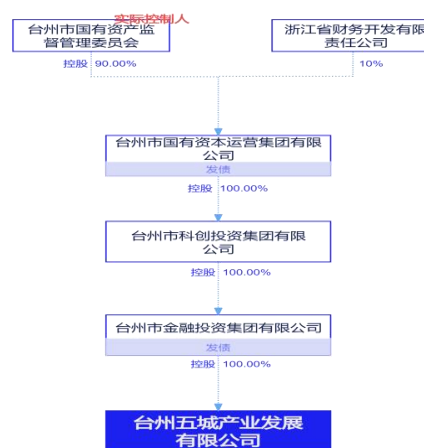 实际控制人
台州市国有资产监
督管理委员会
浙江省财务开发有限
责任公司
控股 90.00%
10%
台州市国有资本运营集团有限
公司
发债
控股 100.00%
台州市科创投资集团有限
公司
控股 100.00%
台州市金融投资集团有限公司
发债
控股 100.00%
台州五城产业发展
有限公司